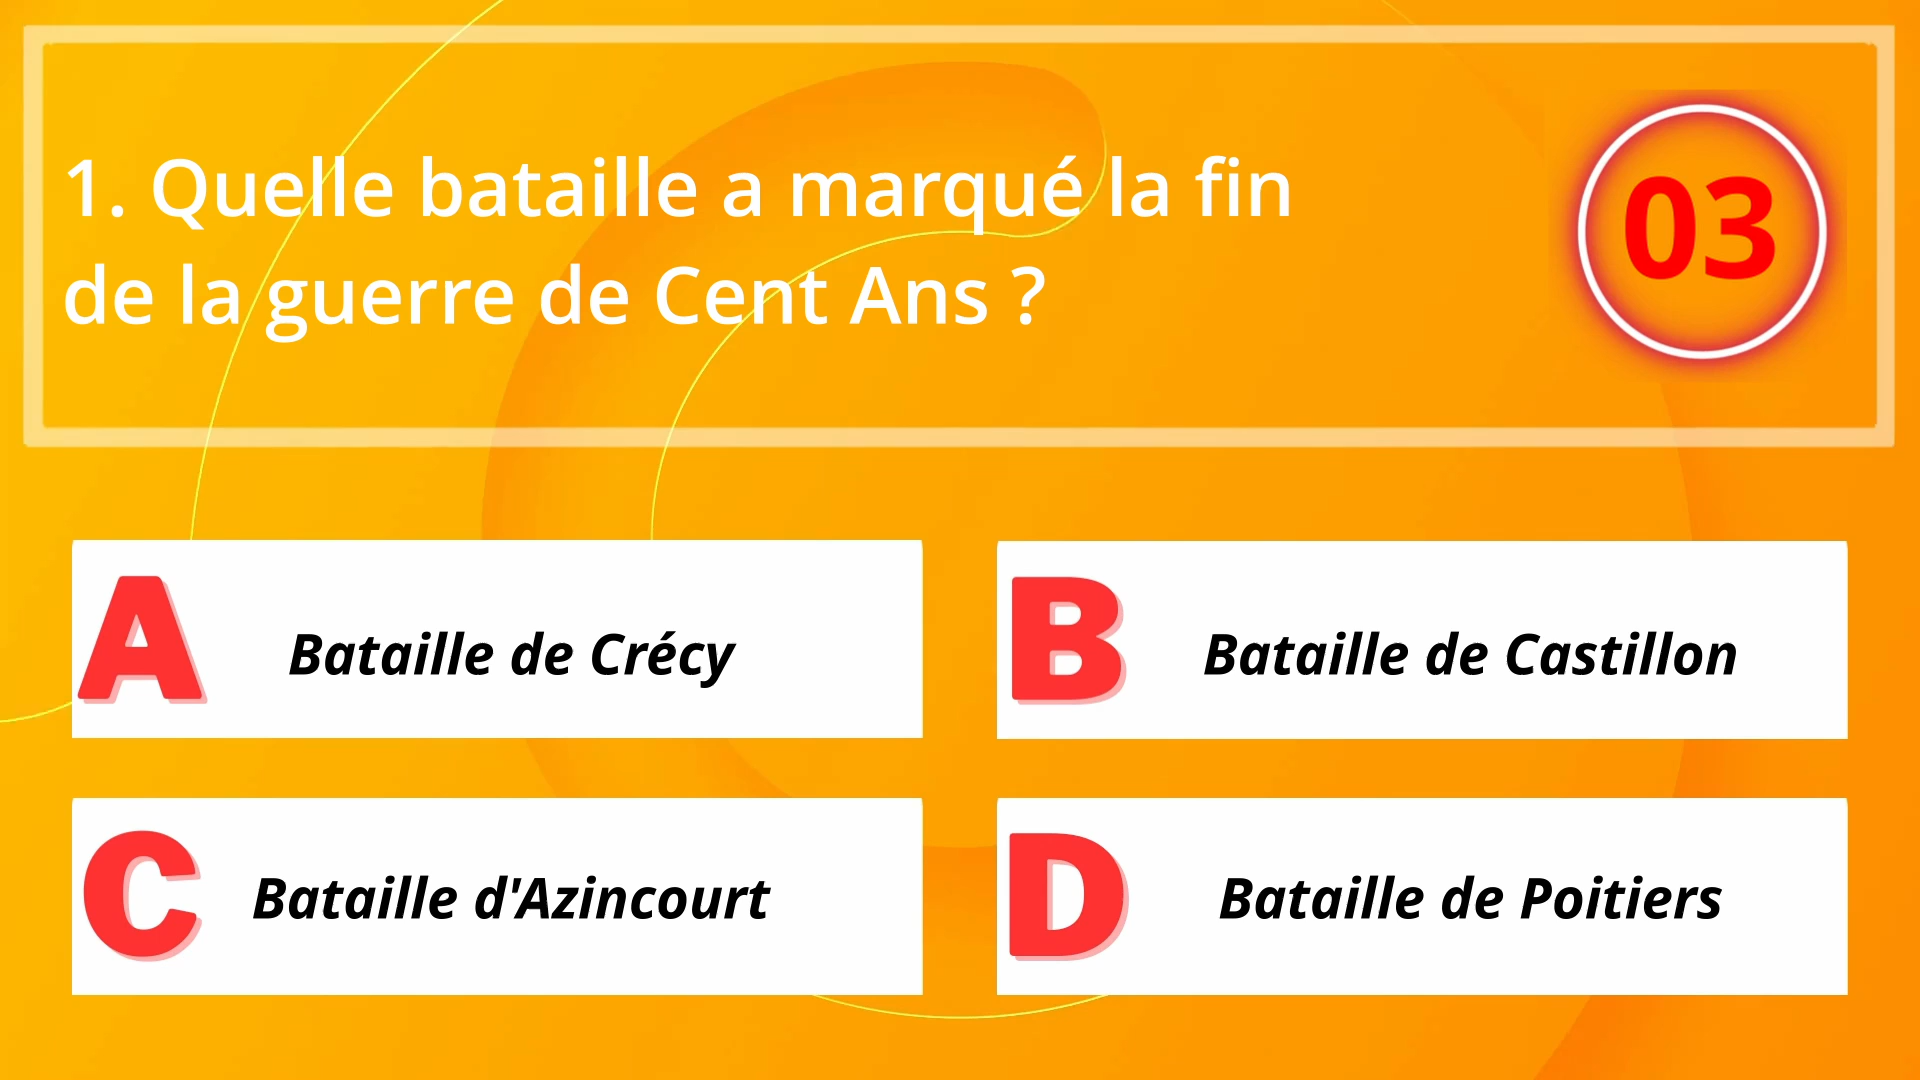 1. Quelle bataille a marqué la fin
de la guerre de Cent Ans ?
03
A
Bataille de Crécy
B
Bataille de Castillon
C
Bataille d'Azincourt
D
Bataille de Poitiers